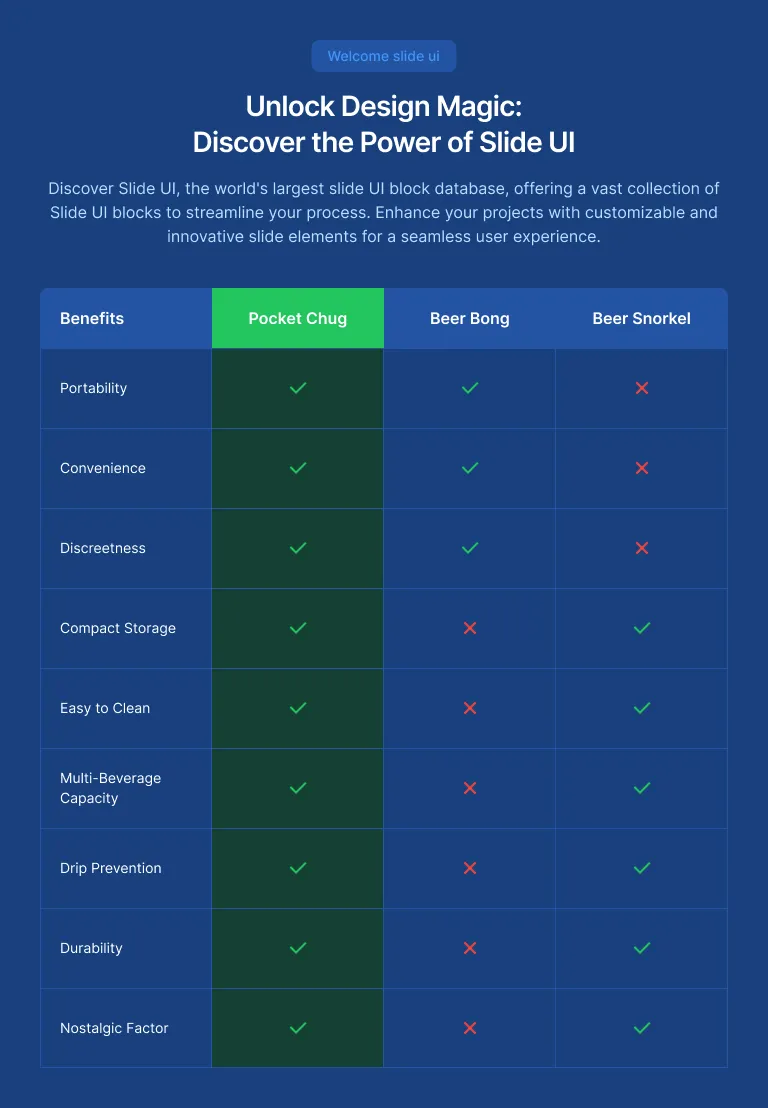 Welcome slide ui
Unlock Design Magic:
Discover the Power of Slide UI
Discover Slide UI, the world's largest slide UI block database, offering a vast collection of
Slide UI blocks to streamline your process. Enhance your projects with customizable and
innovative slide elements for a seamless user experience.
Benefits Pocket Chug Beer Bong Beer Snorkel
Portability
Convenience
Discreetness
Compact Storage
Easy to Clean
Multi-Beverage
Capacity
Drip Prevention
Durability
Nostalgic Factor